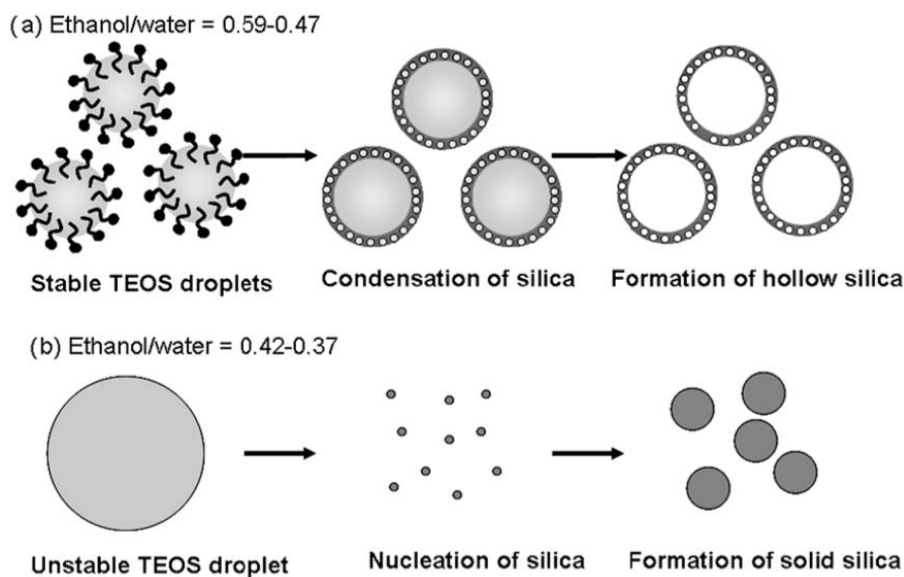 (a) Ethanol/water = 0.59-0.47
Stable TEOS droplets
Condensation of silica
Formation of hollow silica
(b) Ethanol/water = 0.42-0.37
Unstable TEOS droplet
Nucleation of silica
Formation of solid silica